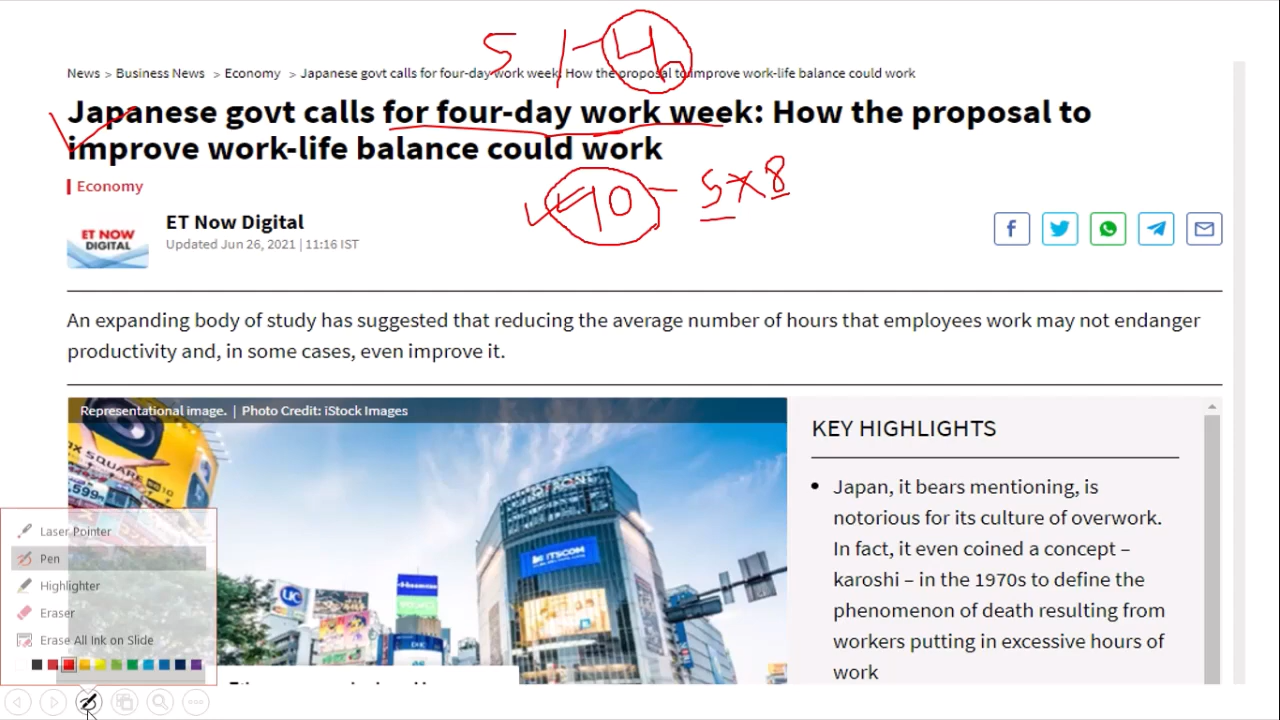 5 / - 4
News > Business News > Economy > Japanese govt calls for four-day work week: How the proposal to improve work-life balance could work
Japanese govt calls for four-day work week: How the proposal to
improve work-life balance could work
40 - 5 x 8
Economy
ET NOW
DIGITAL
ET Now Digital
Updated Jun 26, 2021 | 11:16 IST
An expanding body of study has suggested that reducing the average number of hours that employees work may not endanger
productivity and, in some cases, even improve it.
Representational image. | Photo Credit: iStock Images
KEY HIGHLIGHTS
• Japan, it bears mentioning, is
notorious for its culture of overwork.
In fact, it even coined a concept –
karoshi – in the 1970s to define the
phenomenon of death resulting from
workers putting in excessive hours of
work
ITSCOM
UC
Laser Pointer
Pen
Highlighter
Eraser
Erase All Ink on Slide